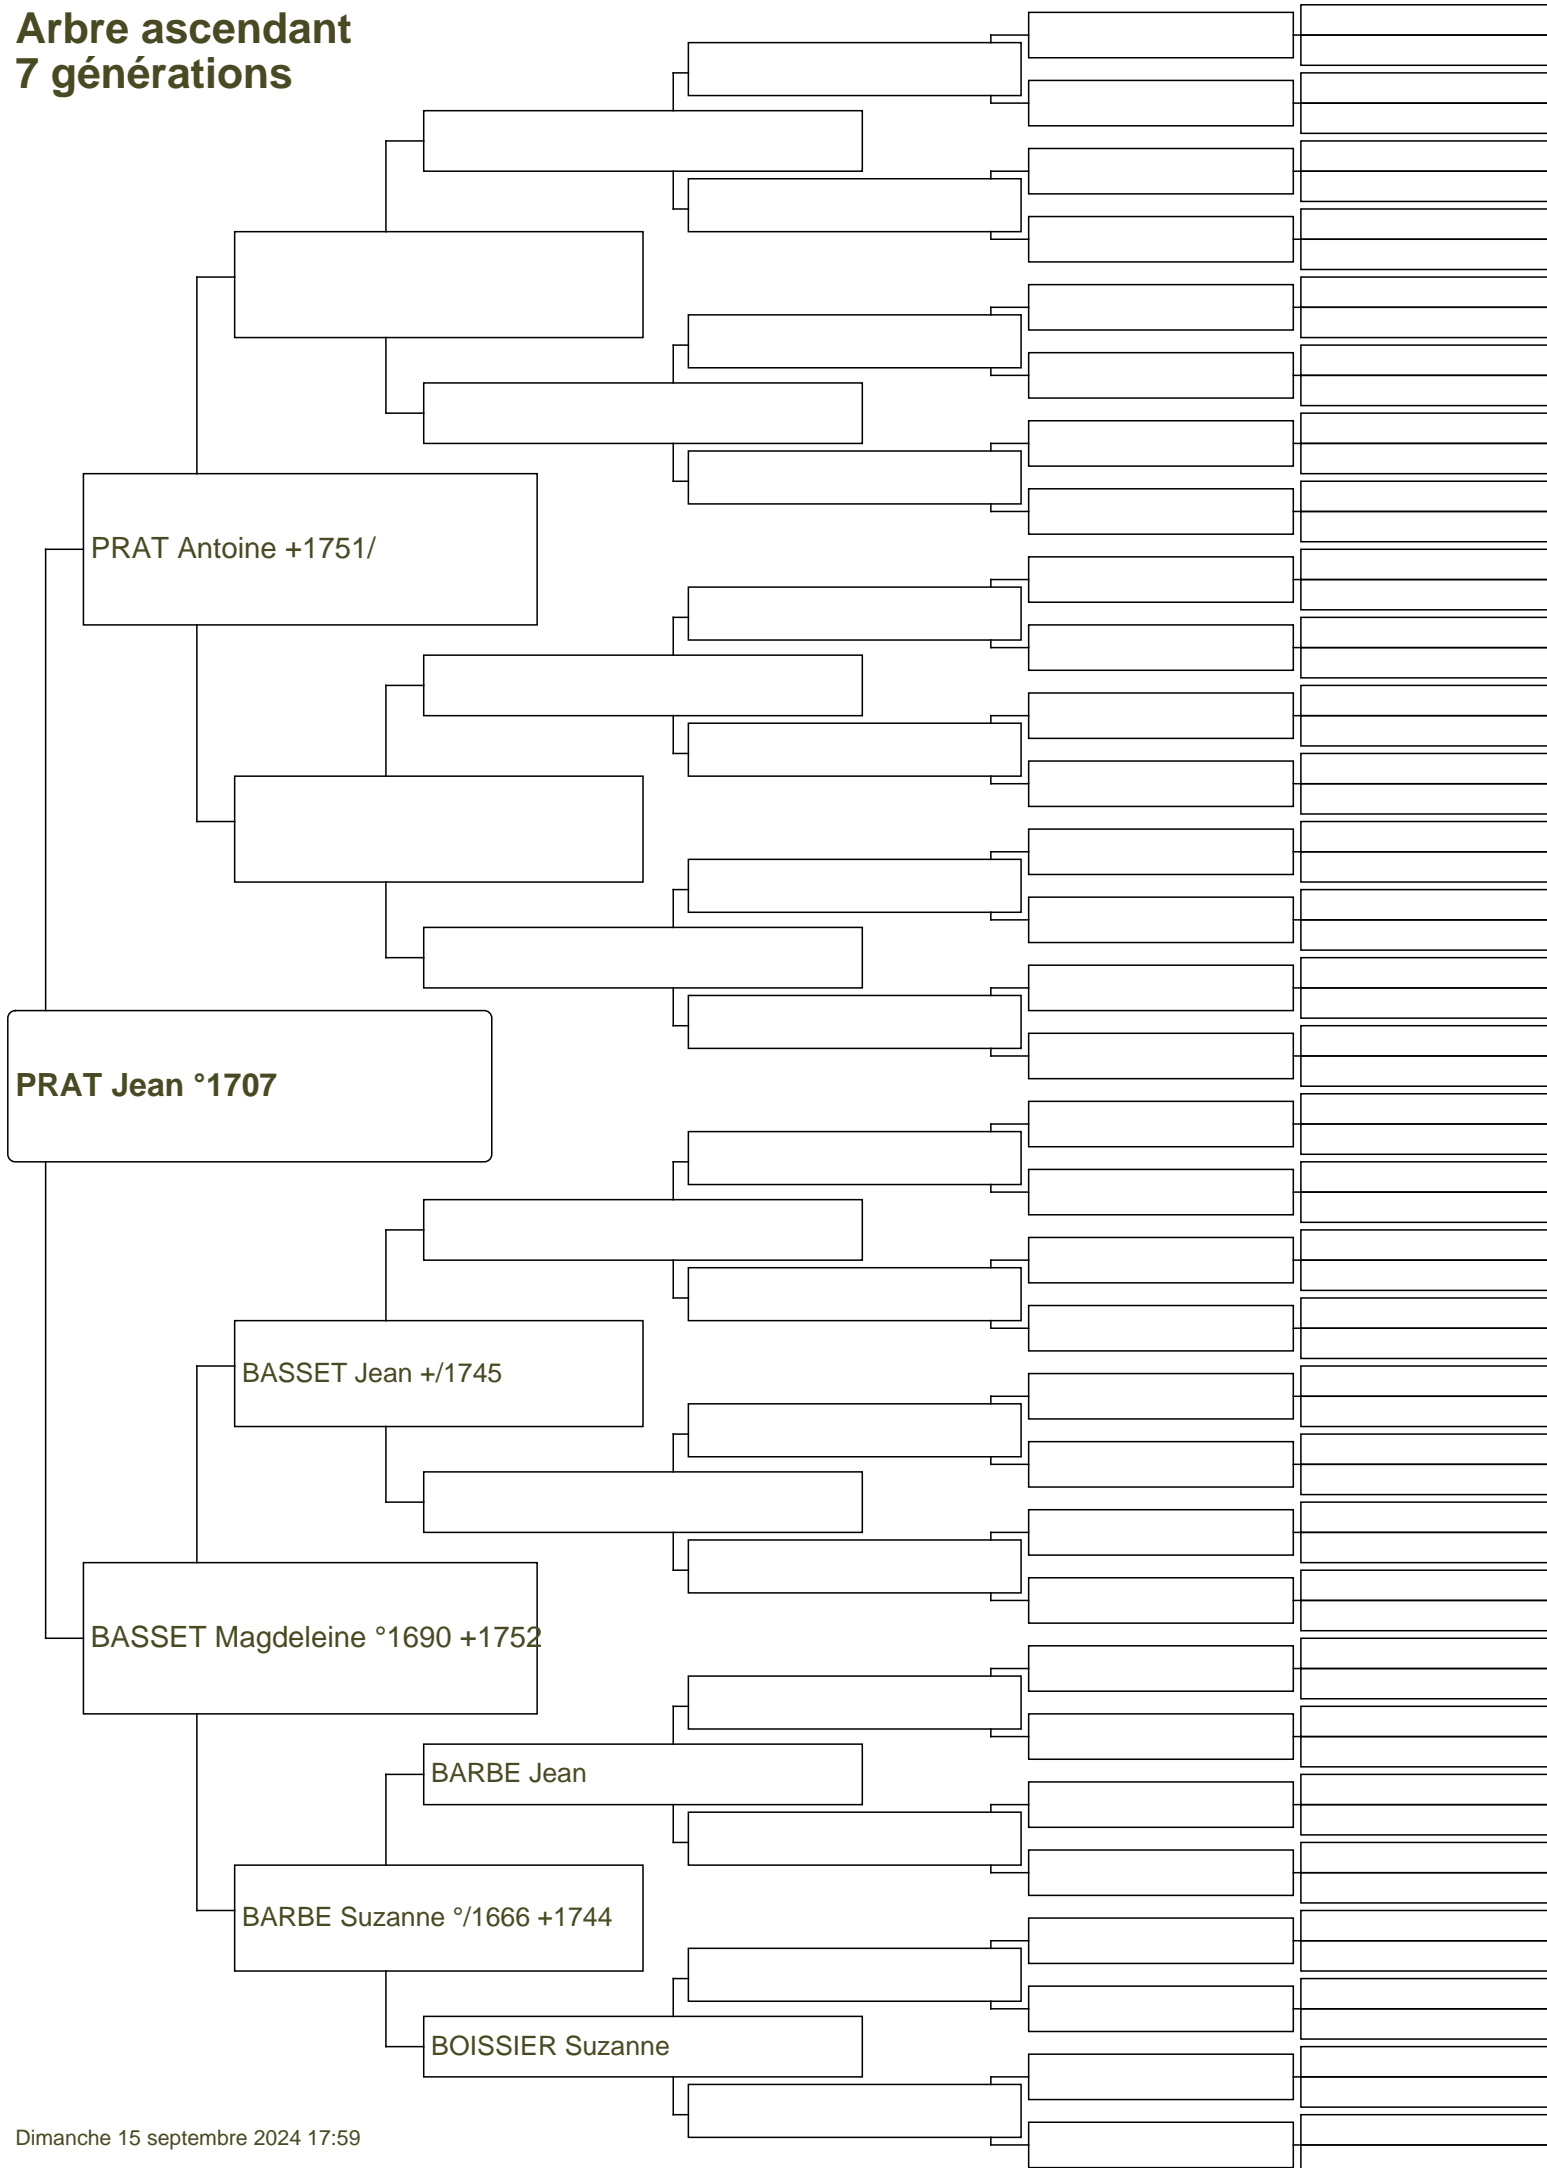 Arbre ascendant
7 générations
PRAT Antoine +1751/
PRAT Jean °1707
BASSET Jean +/1745
BASSET Magdeleine °1690 +1752
BARBE Jean
BARBE Suzanne °/1666 +1744
BOISSIER Suzanne
Dimanche 15 septembre 2024 17:59